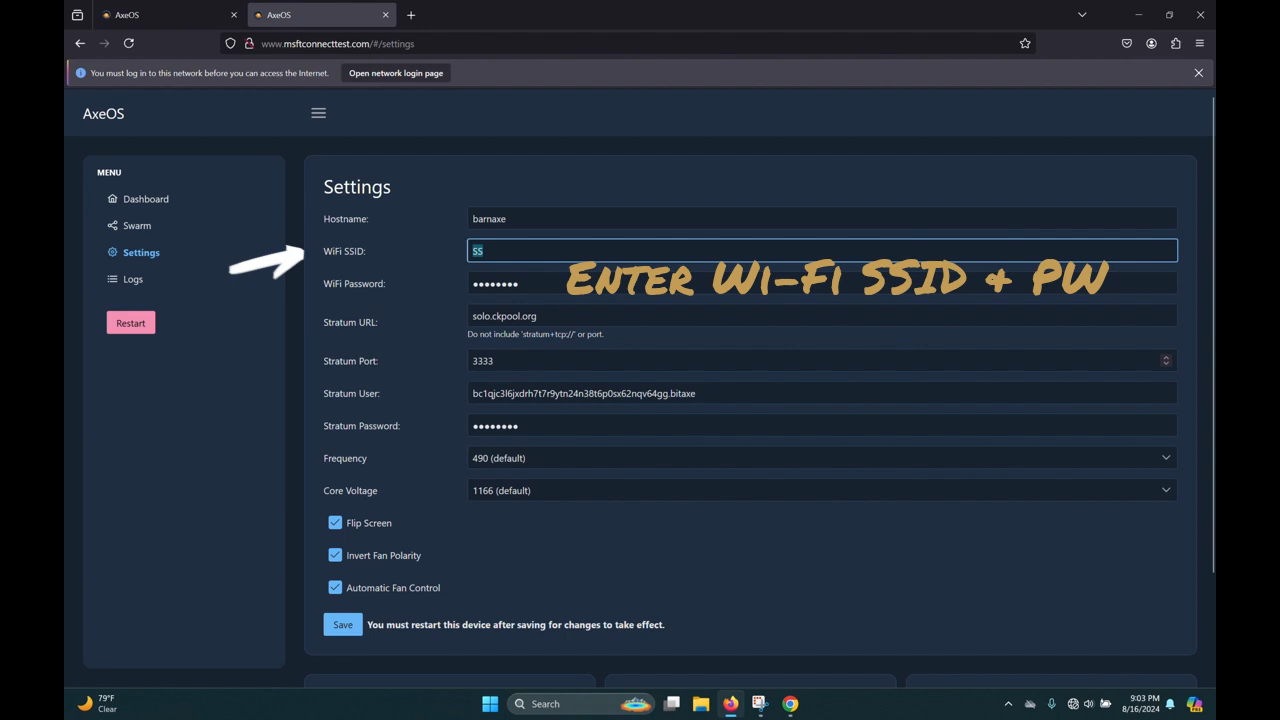 AxeOS
AxeOS
www.msftconnecttest.com/#/settings
You must log in to this network before you can access the Internet.
Open network login page
AxeOS
MENU
Dashboard
Swarm
Settings
Logs
Restart
Settings
Hostname:
barnaxe
WiFi SSID:
SS
WiFi Password:
••••••••
Enter Wi-Fi SSID & PW
Stratum URL:
solo.ckpool.org
Do not include 'stratum+tcp://' or port.
Stratum Port:
3333
Stratum User:
bc1qjc3l6jxdrh7t7r9ytn24n38t6p0sx62nqv64gg.bitaxe
Stratum Password:
••••••••
Frequency
490 (default)
Core Voltage
1166 (default)
Flip Screen
Invert Fan Polarity
Automatic Fan Control
Save
You must restart this device after saving for changes to take effect.
79°F
Clear
Search
9:03 PM
8/16/2024